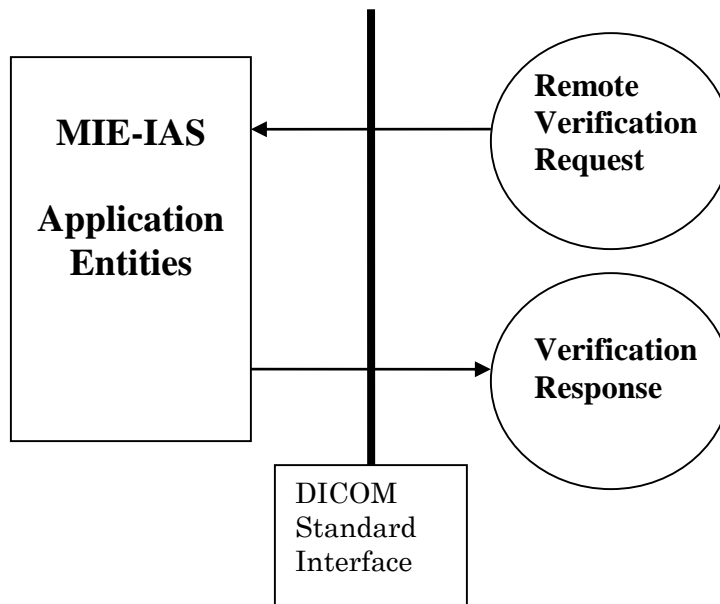 MIE-IAS
Application
Entities
Remote
Verification
Request
Verification
Response
DICOM
Standard
Interface